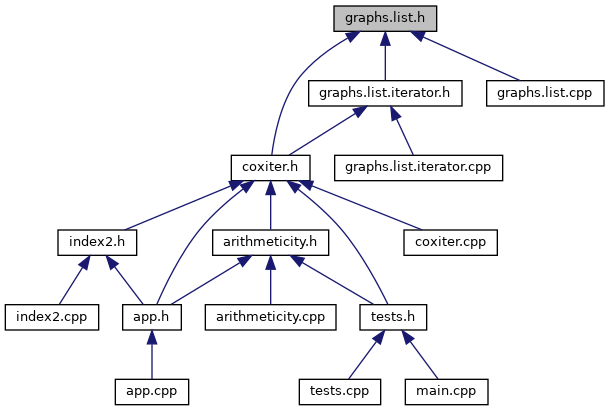 graphs.list.h
graphs.list.iterator.h
graphs.list.cpp
coxiter.h
graphs.list.iterator.cpp
index2.h
arithmeticity.h
coxiter.cpp
index2.cpp
app.h
arithmeticity.cpp
tests.h
app.cpp
tests.cpp
main.cpp